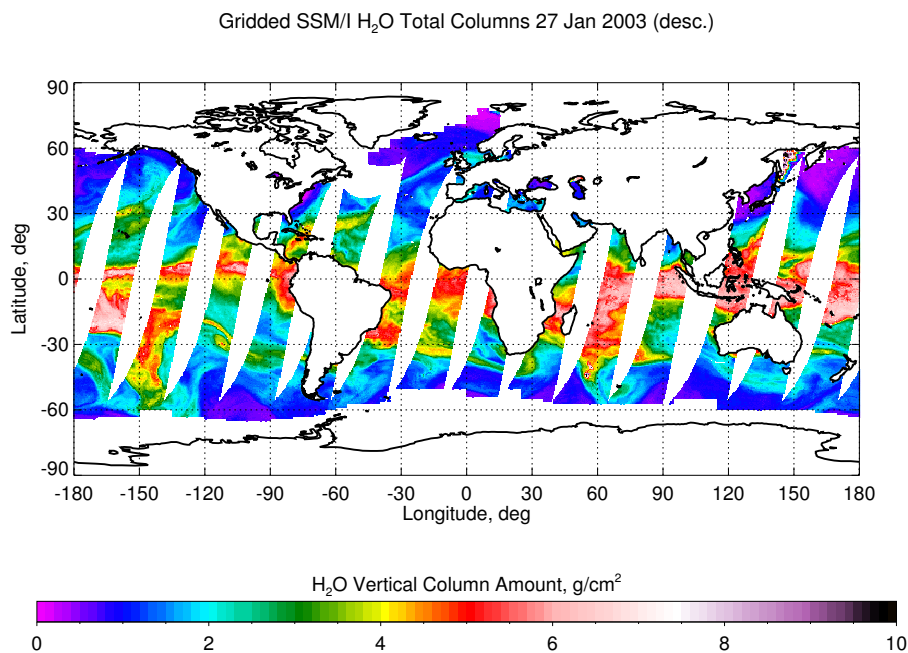 Gridded SSM/I H₂O Total Columns 27 Jan 2003 (desc.)
90
60
30
0
-30
-60
-90
Latitude, deg
-180 -150 -120 -90 -60 -30 0 30 60 90 120 150 180
Longitude, deg
H₂O Vertical Column Amount, g/cm²
0 2 4 6 8 10